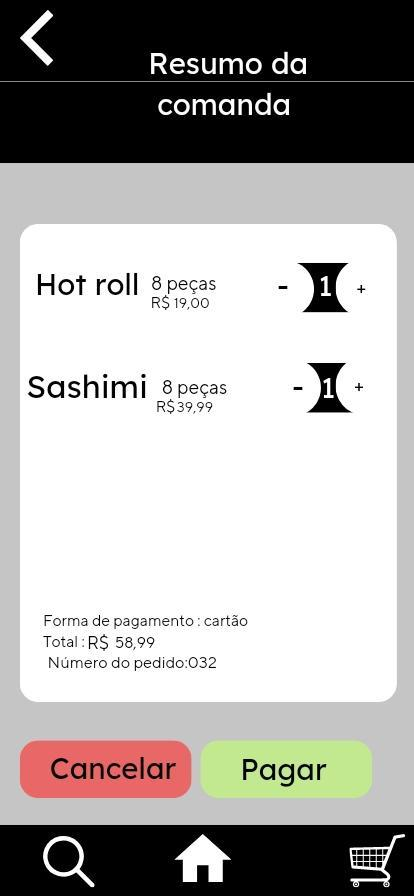 Resumo da
comanda
Hot roll 8 peças - 1 +
R$ 19,00
Sashimi 8 peças - 1 +
R$39,99
Forma de pagamento : cartão
Total : R$ 58,99
Número do pedido:032
Cancelar Pagar